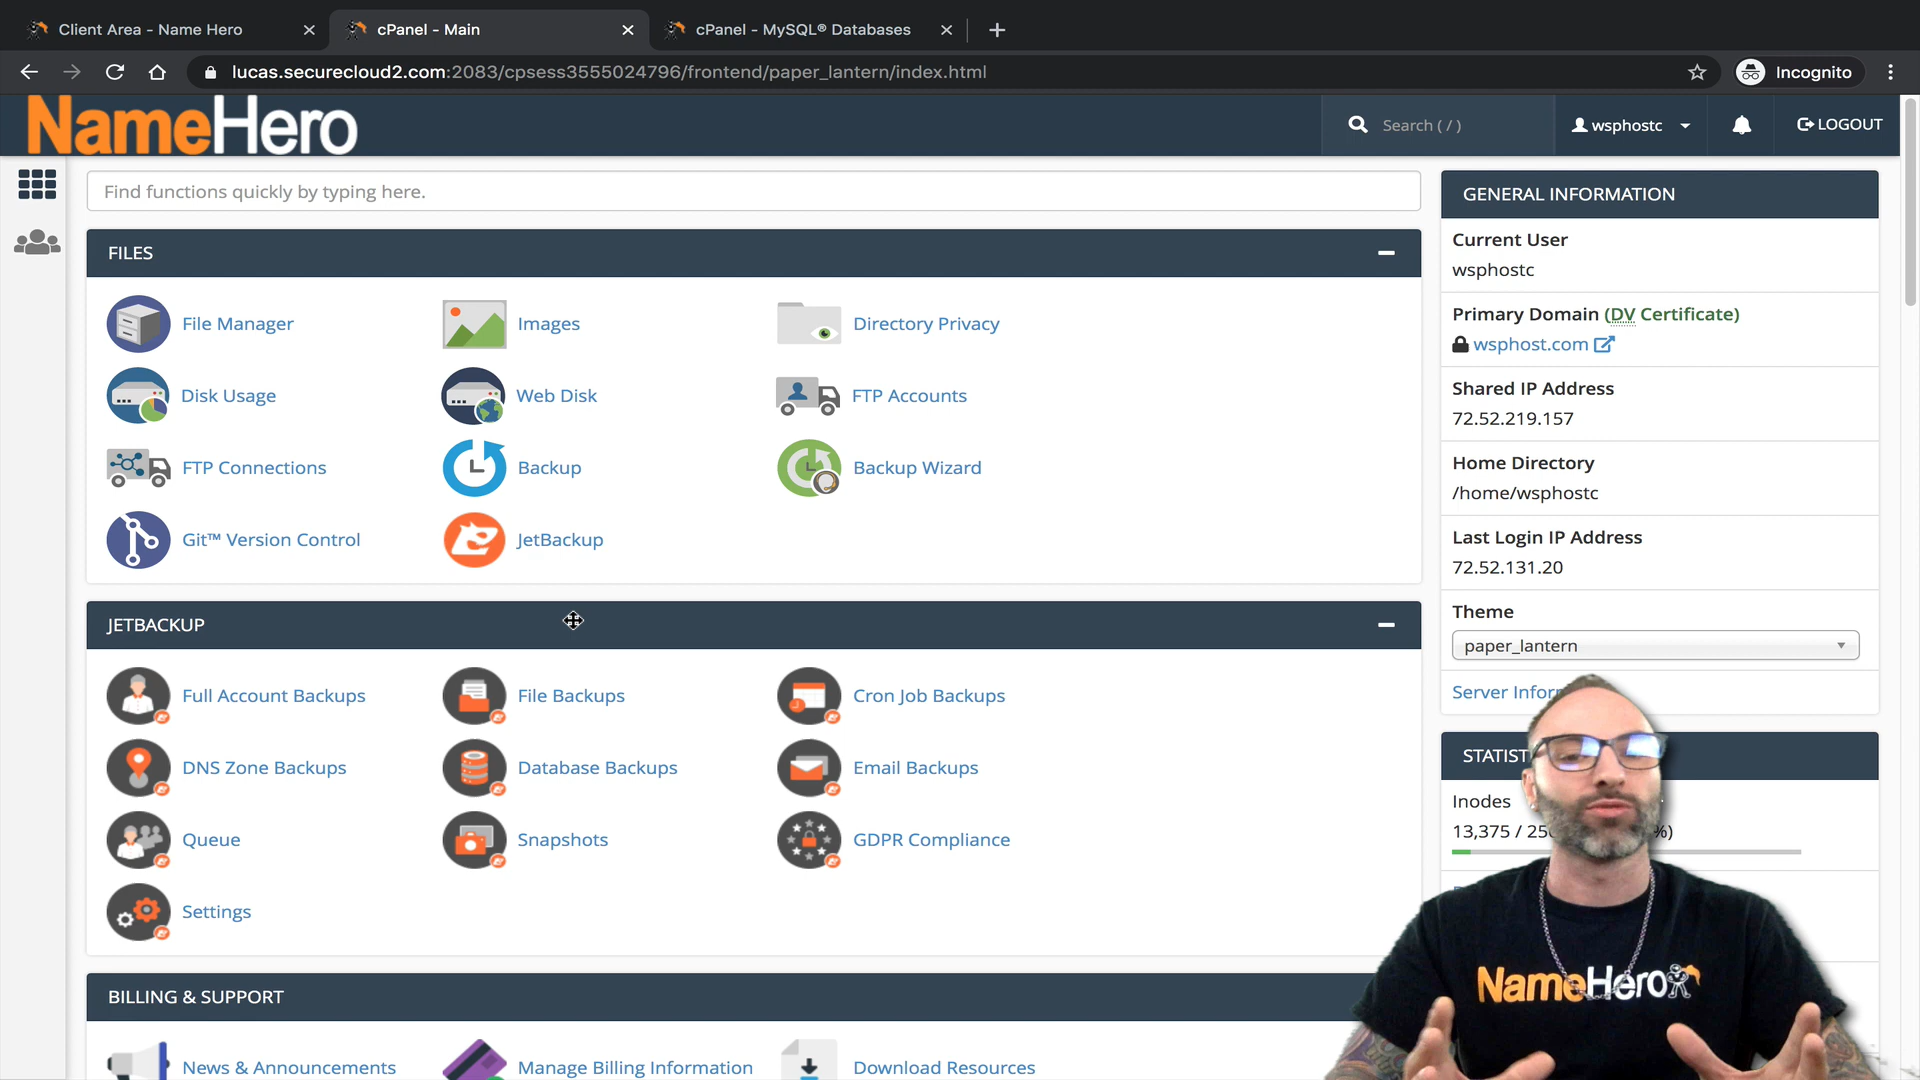 Client Area - Name Hero
cPanel - Main
cPanel - MySQL® Databases
lucas.securecloud2.com:2083/cpsess3555024796/frontend/paper_lantern/index.html
Incognito
NameHero
Search ( / )
wsphostc
LOGOUT
Find functions quickly by typing here.
FILES
File Manager
Images
Directory Privacy
Disk Usage
Web Disk
FTP Accounts
FTP Connections
Backup
Backup Wizard
Git™ Version Control
JetBackup
JETBACKUP
Full Account Backups
File Backups
Cron Job Backups
DNS Zone Backups
Database Backups
Email Backups
Queue
Snapshots
GDPR Compliance
Settings
BILLING & SUPPORT
News & Announcements
Manage Billing Information
Download Resources
GENERAL INFORMATION
Current User
wsphostc
Primary Domain (DV Certificate)
wsphost.com
Shared IP Address
72.52.219.157
Home Directory
/home/wsphostc
Last Login IP Address
72.52.131.20
Theme
paper_lantern
Server
Inodes
13,375 /
%)
NameHero